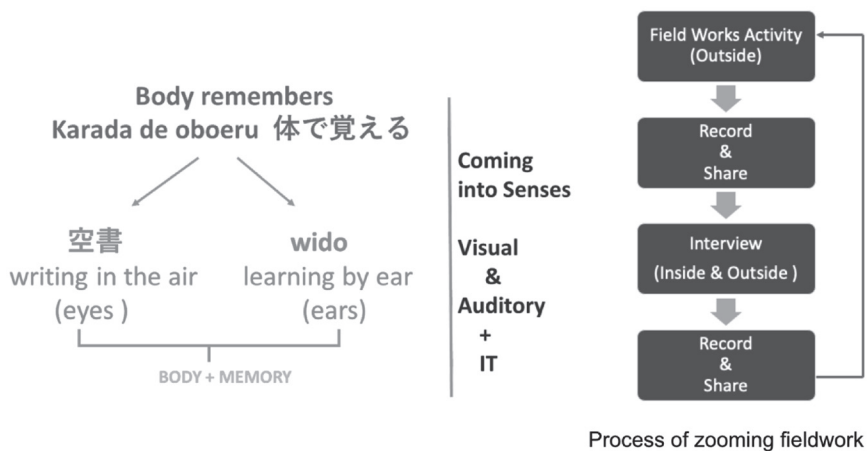 Body remembers
Karada de oboeru 体で覚える
空書
writing in the air
(eyes )
wido
learning by ear
(ears)
BODY + MEMORY
Coming
into Senses
Visual
&
Auditory
+
IT
Field Works Activity
(Outside)
Record
&
Share
Interview
(Inside & Outside )
Record
&
Share
Process of zooming fieldwork